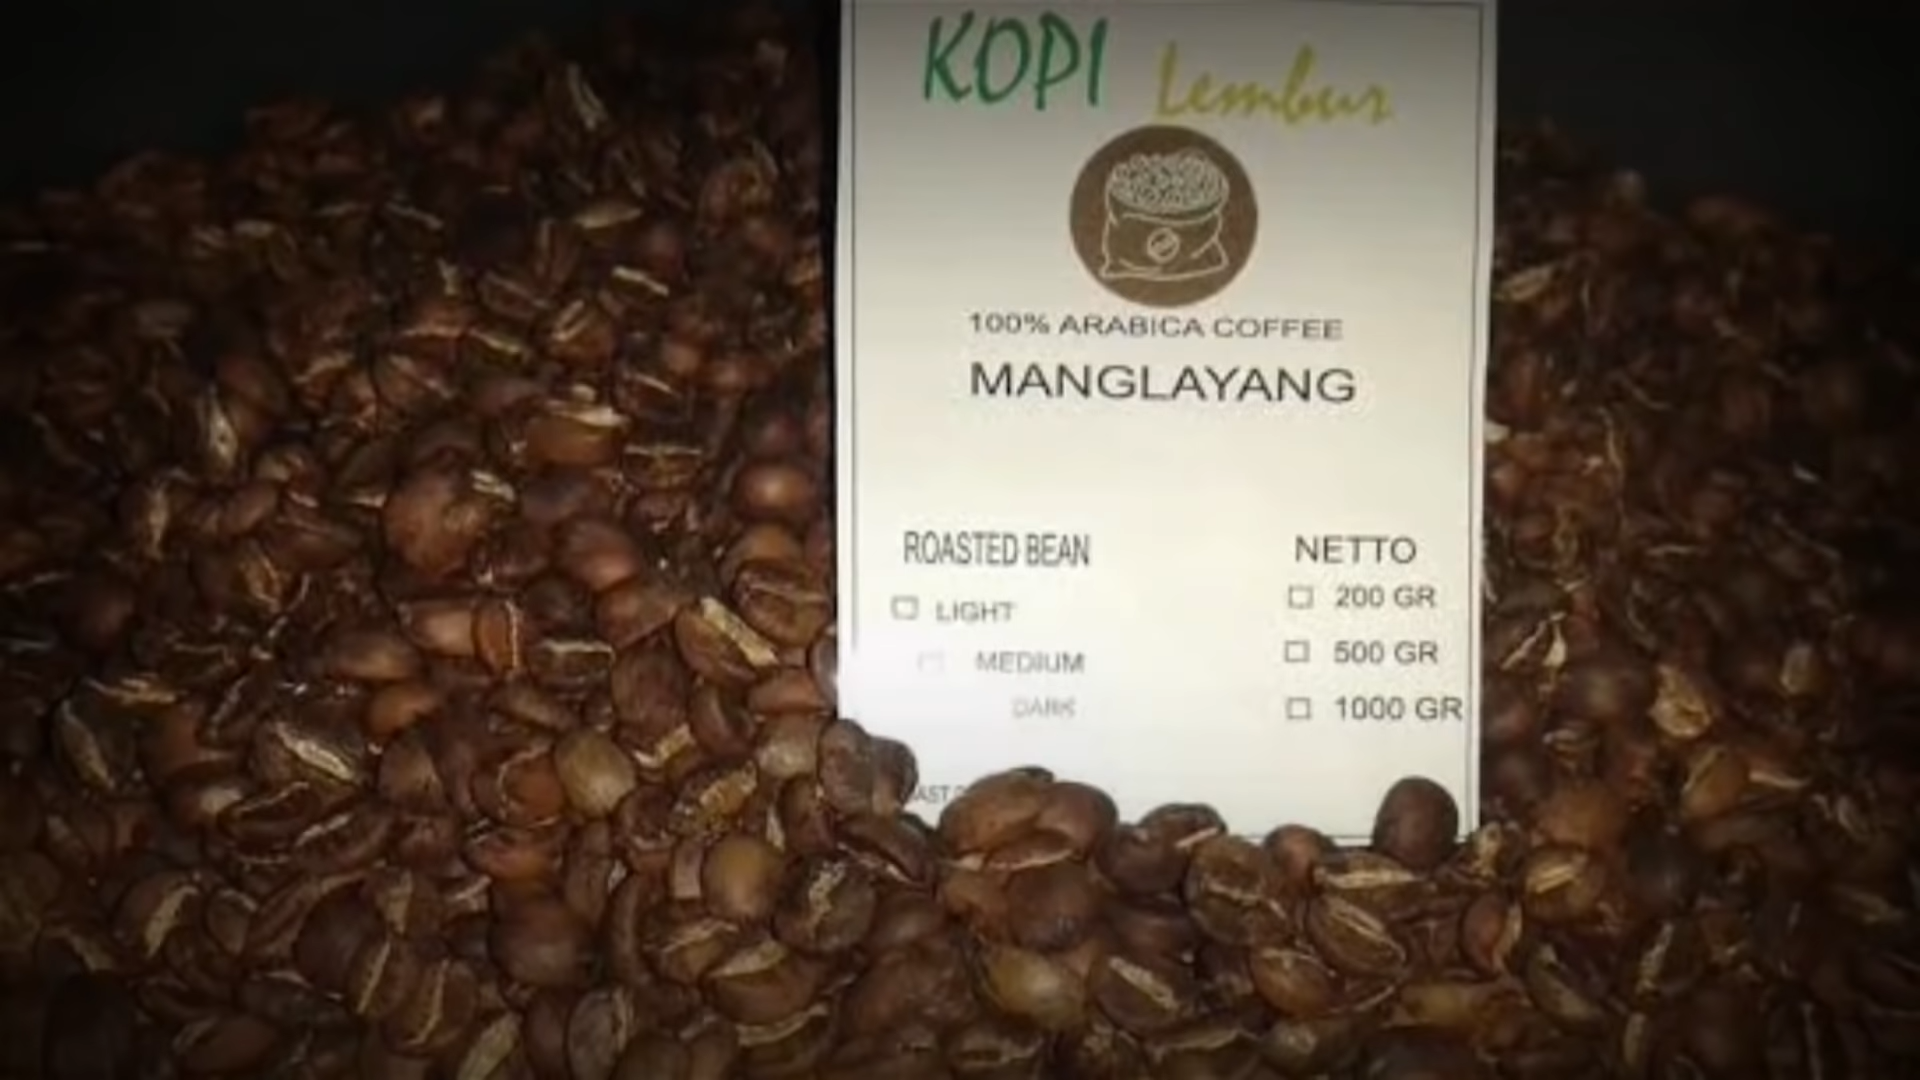 KOPI Lembur
100% ARABICA COFFEE
MANGLAYANG
ROASTED BEAN
LIGHT
MEDIUM
DARK
NETTO
200 GR
500 GR
1000 GR